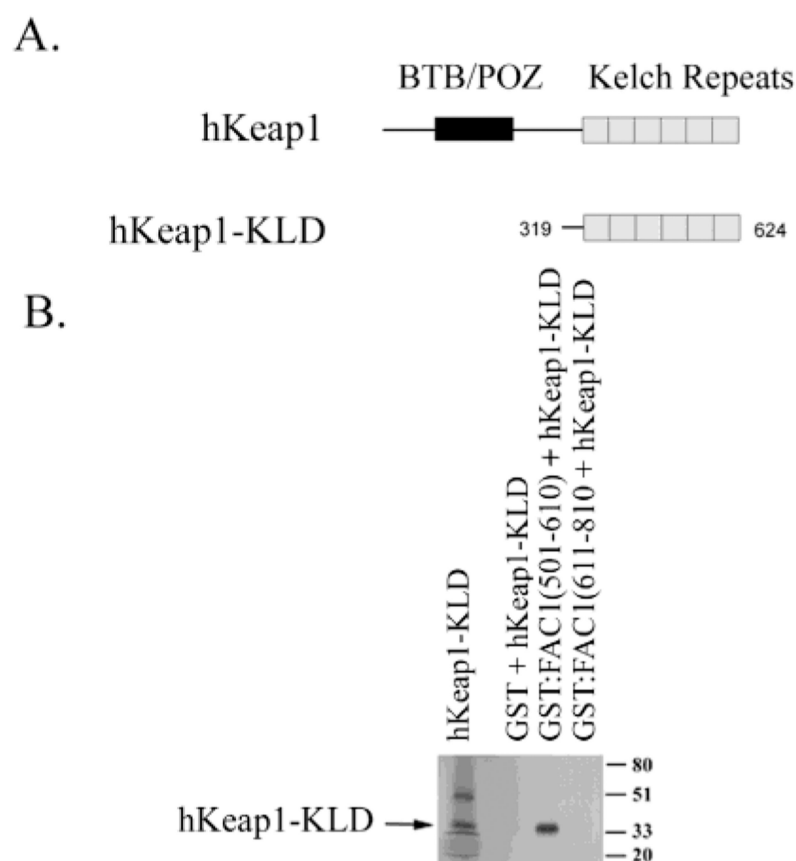 A.
BTB/POZ Kelch Repeats
hKeap1
hKeap1-KLD 319 624
B.
hKeap1-KLD
GST + hKeap1-KLD
GST:FAC1(501-610) + hKeap1-KLD
GST:FAC1(611-810 + hKeap1-KLD
80
51
hKeap1-KLD
33
20